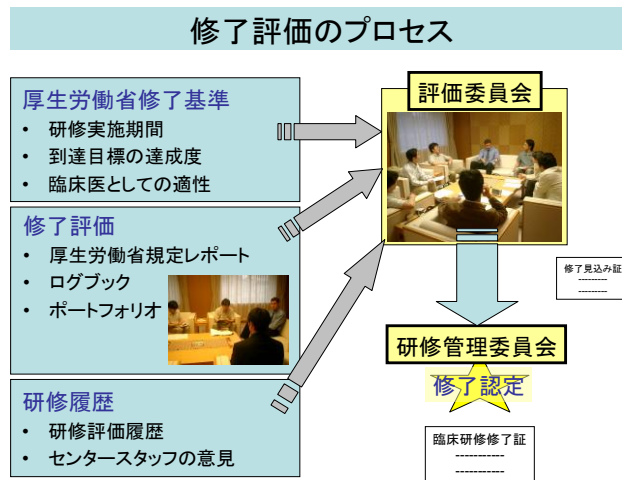 修了評価のプロセス
厚生労働省修了基準
• 研修実施期間
• 到達目標の達成度
• 臨床医としての適性
修了評価
• 厚生労働省規定レポート
• ログブック
• ポートフォリオ
研修履歴
• 研修評価履歴
• センタースタッフの意見
評価委員会
修了見込み証
---------
---------
研修管理委員会
修了認定
臨床研修修了証
-----------
-----------